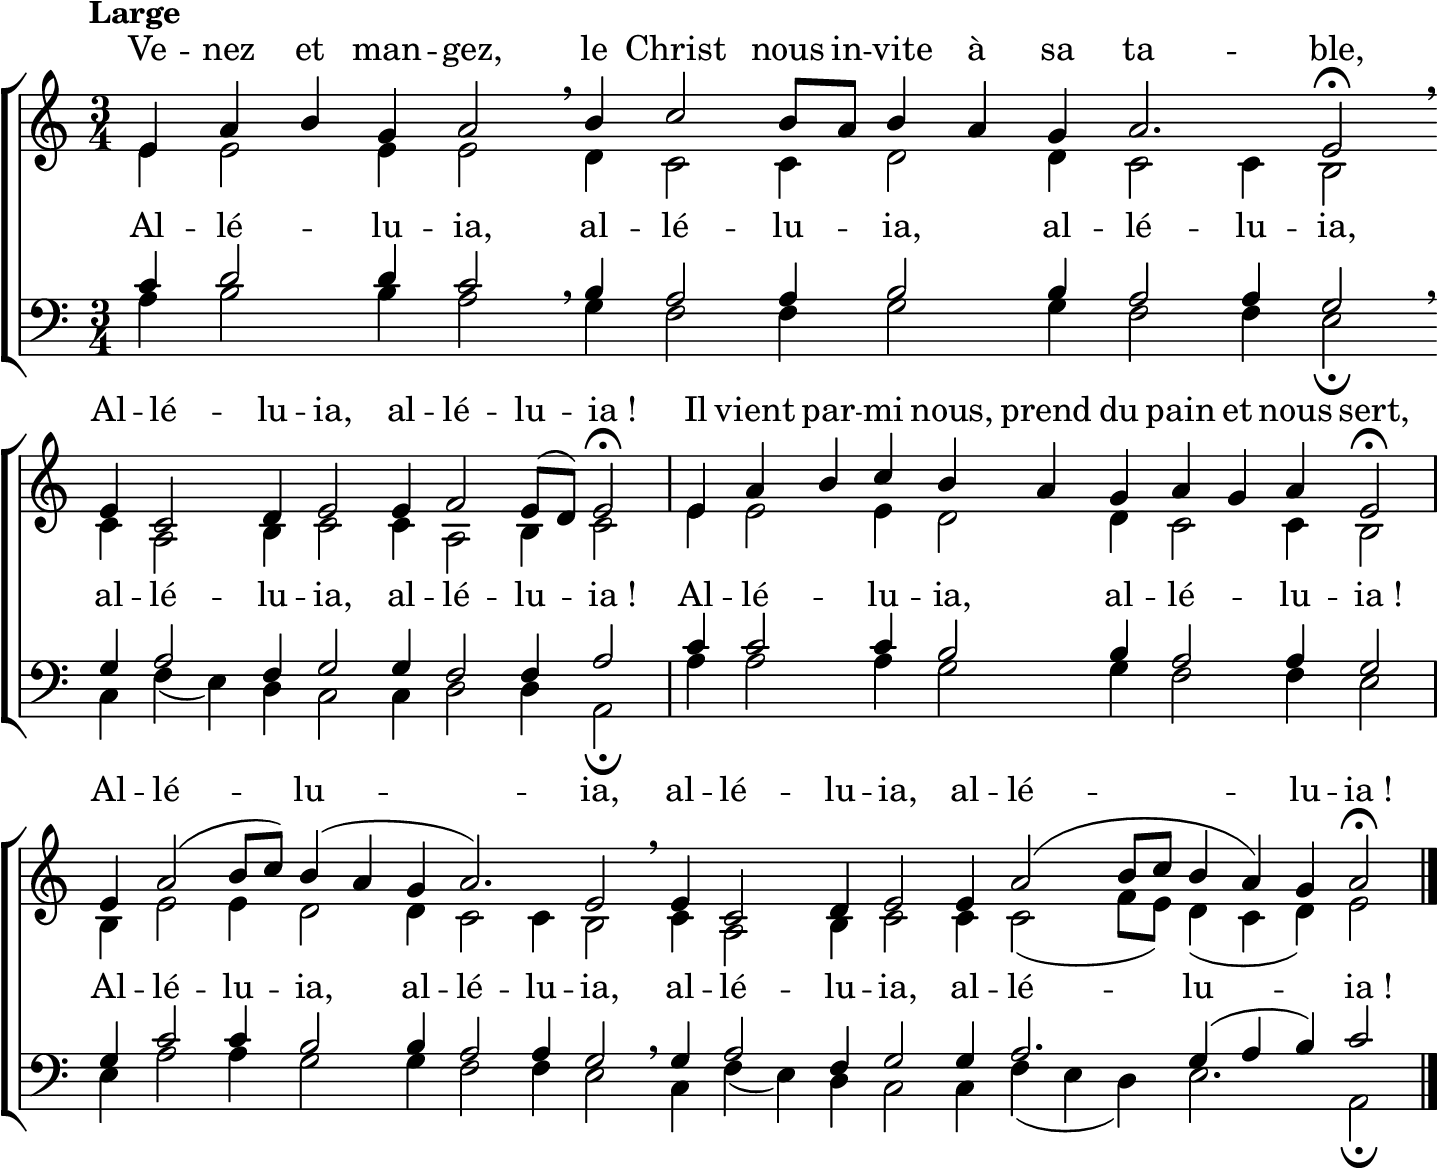 Large
Ve -- nez et man -- gez, le Christ nous in -- vite à sa ta -- ble,
Al -- lé -- lu -- ia, al -- lé -- lu -- ia, al -- lé -- lu -- ia,
Al -- lé -- lu -- ia, al -- lé -- lu -- ia ! Il vient par -- mi nous, prend du pain et nous sert,
al -- lé -- lu -- ia, al -- lé -- lu -- ia ! Al -- lé -- lu -- ia, al -- lé -- lu -- ia !
Al -- lé -- lu -- ia, al -- lé -- lu -- ia, al -- lé -- lu -- ia !
Al -- lé -- lu -- ia, al -- lé -- lu -- ia, al -- lé -- lu -- ia, al -- lé -- lu -- ia !